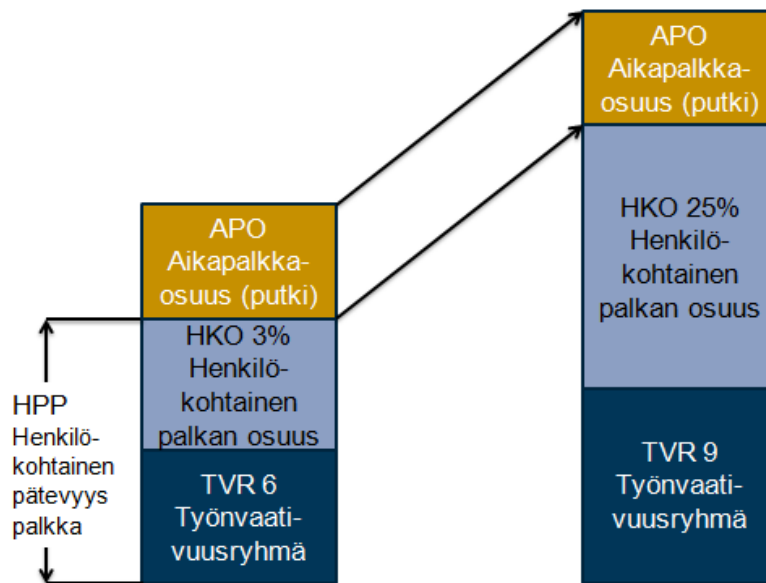 APO
Aikapalkka-
osuus (putki)
HKO 3%
Henkilö-
kohtainen
palkan osuus
TVR 6
Työnvaati-
vuusryhmä
HPP
Henkilö-
kohtainen
pätevyys
palkka
APO
Aikapalkka-
osuus (putki)
HKO 25%
Henkilö-
kohtainen
palkan osuus
TVR 9
Työnvaati-
vuusryhmä